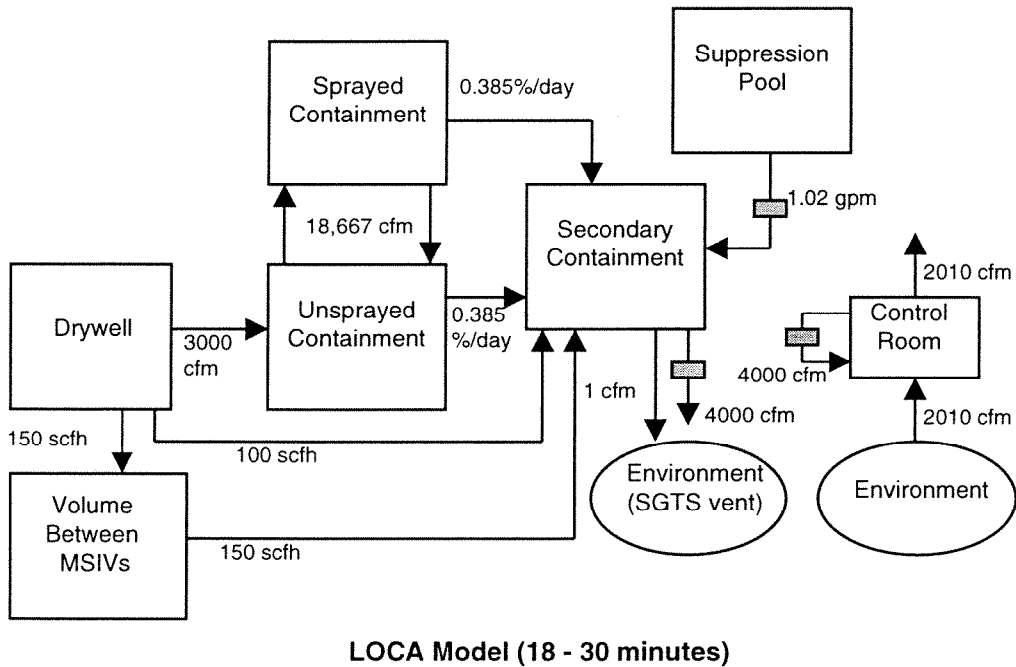 Sprayed
Containment
0.385%/day
Suppression
Pool
1.02 gpm
18,667 cfm
Secondary
Containment
2010 cfm
Drywell
3000
cfm
Unsprayed
Containment
0.385
%/day
Control
Room
4000 cfm
1 cfm
4000 cfm
2010 cfm
150 scfh
100 scfh
Volume
Between
MSIVs
150 scfh
Environment
(SGTS vent)
Environment
LOCA Model (18 - 30 minutes)